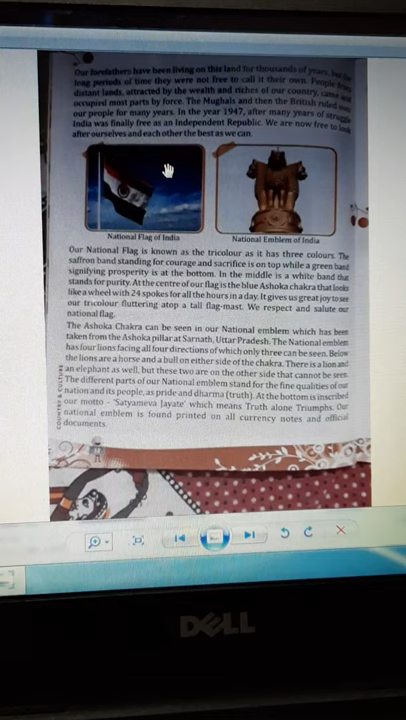 Our forefathers have been living on this land for thousands of years, but for
long periods of time they were not free to call it their own. People from
distant lands, attracted by the wealth and riches of our country, came and
occupied most parts by force. The Mughals and then the British ruled over
our people for many years. In the year 1947, after many years of struggle
India was finally free as an Independent Republic. We are now free to look
after ourselves and each other the best as we can.
National Flag of India
National Emblem of India
Our National Flag is known as the tricolour as it has three colours. The
saffron band standing for courage and sacrifice is on top while a green band
signifying prosperity is at the bottom. In the middle is a white band that
stands for purity. At the centre of our flag is the blue Ashoka chakra that looks
like a wheel with 24 spokes for all the hours in a day. It gives us great joy to see
our tricolour fluttering atop a tall flag-mast. We respect and salute our
national flag.
The Ashoka Chakra can be seen in our National emblem which has been
taken from the Ashoka pillar at Sarnath, Uttar Pradesh. The National emblem
has four lions facing all four directions of which only three can be seen. Below
the lions are a horse and a bull on either side of the chakra. There is a lion and
an elephant as well, but these two are on the other side that cannot be seen.
The different parts of our National emblem stand for the fine qualities of our
nation and its people, as pride and dharma (truth). At the bottom is inscribed
our motto - 'Satyameva Jayate' which means Truth alone Triumphs. Our
national emblem is found printed on all currency notes and official
documents.
COUNTRY & CULTURE
DELL